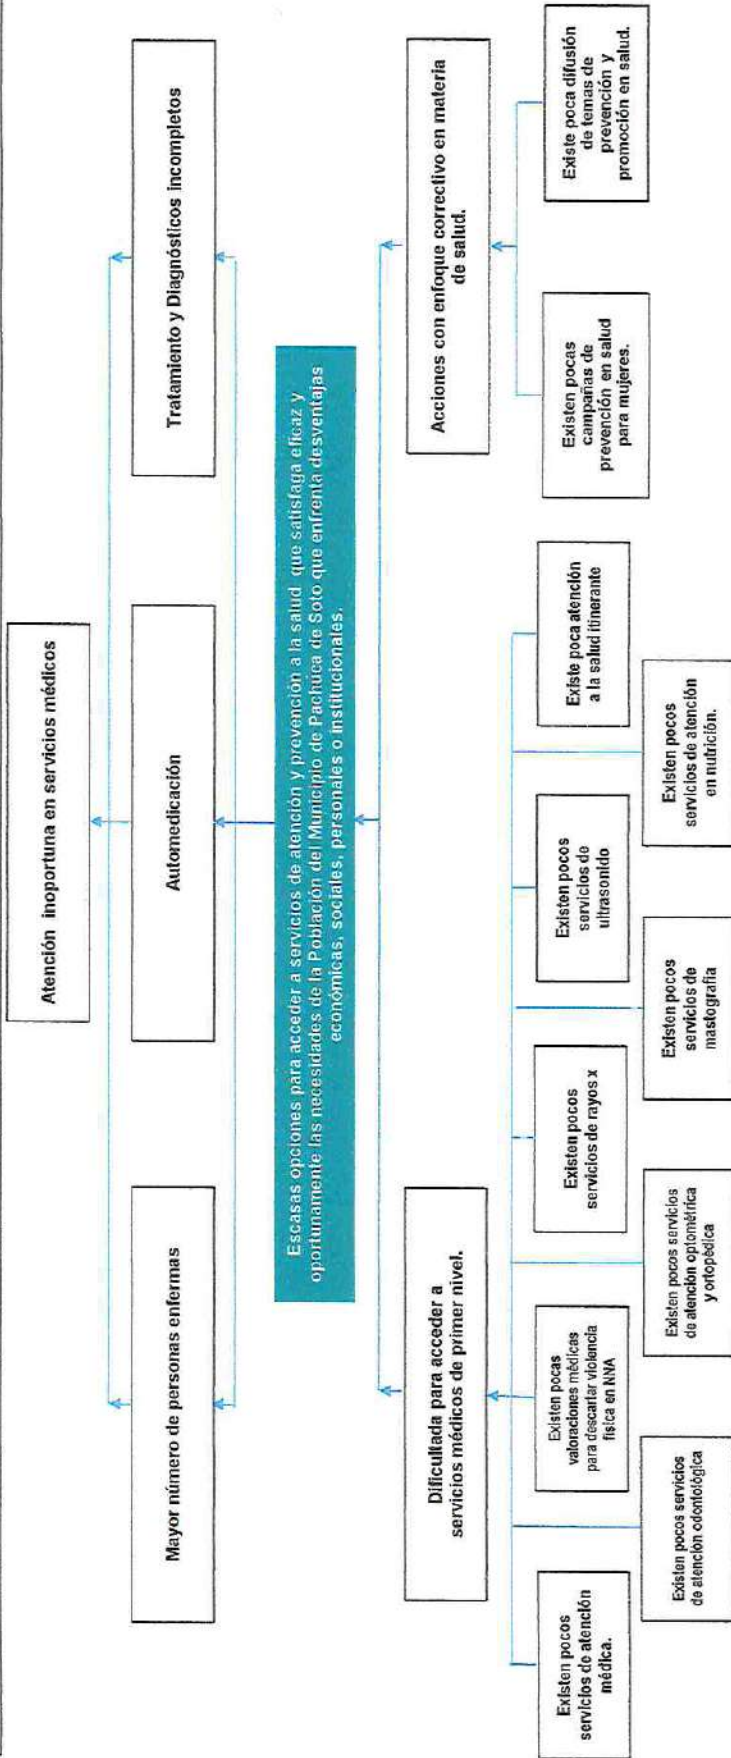 Atención inoportuna en servicios médicos
Mayor número de personas enfermas
Automedicación
Tratamiento y Diagnósticos incompletos
Escasas opciones para acceder a servicios de atención y prevención a la salud que satisfaga eficaz y
oportunamente las necesidades de la Población del Municipio de Pachuca de Soto que enfrenta desventajas
económicas, sociales, personales o institucionales.
Dificultada para acceder a
servicios médicos de primer nivel.
Acciones con enfoque correctivo en materia
de salud.
Existen pocos
servicios de atención
médica.
Existen pocos servicios
de atención odontológica
Existen pocas
valoraciones médicas
para descartar violencia
física en NNA
Existen pocos servicios
de atención optométrica
y ortopédica
Existen pocos
servicios de rayos x
Existen pocos
servicios de
mastografía
Existen pocos
servicios de
ultrasonido
Existen pocos
servicios de atención
en nutrición.
Existe poca atención
a la salud itinerante
Existen pocas
campañas de
prevención en salud
para mujeres.
Existe poca difusión
de temas de
prevención y
promoción en salud.